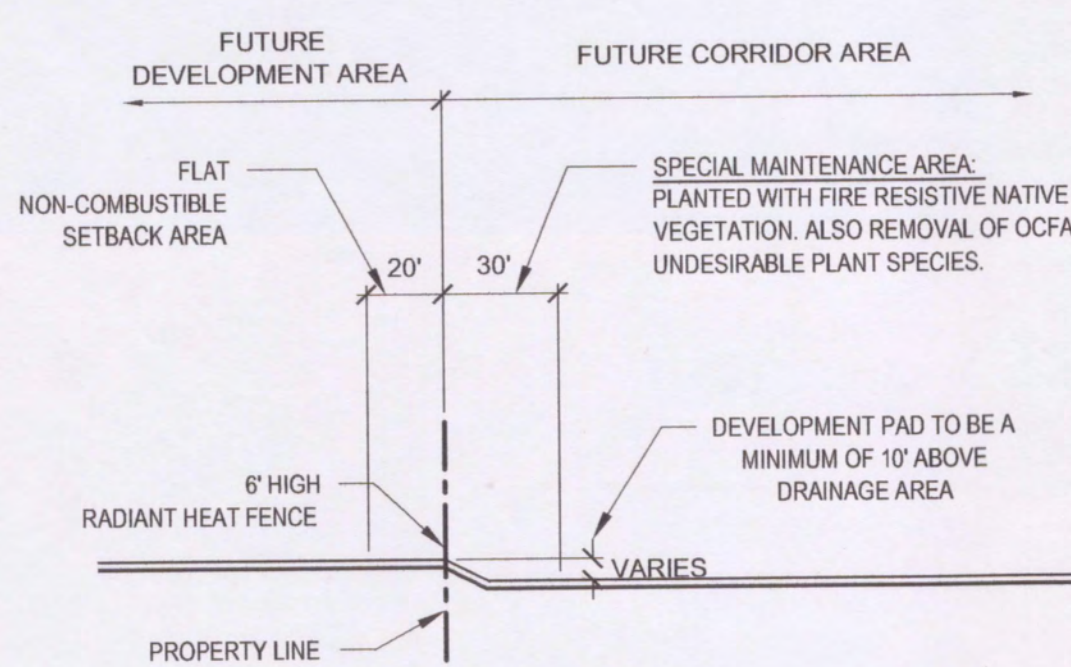 FUTURE
DEVELOPMENT AREA
FUTURE CORRIDOR AREA
FLAT
NON-COMBUSTIBLE
SETBACK AREA
SPECIAL MAINTENANCE AREA:
PLANTED WITH FIRE RESISTIVE NATIVE
VEGETATION. ALSO REMOVAL OF OCFA
UNDESIRABLE PLANT SPECIES.
20'
30'
DEVELOPMENT PAD TO BE A
MINIMUM OF 10' ABOVE
DRAINAGE AREA
6' HIGH
RADIANT HEAT FENCE
VARIES
PROPERTY LINE